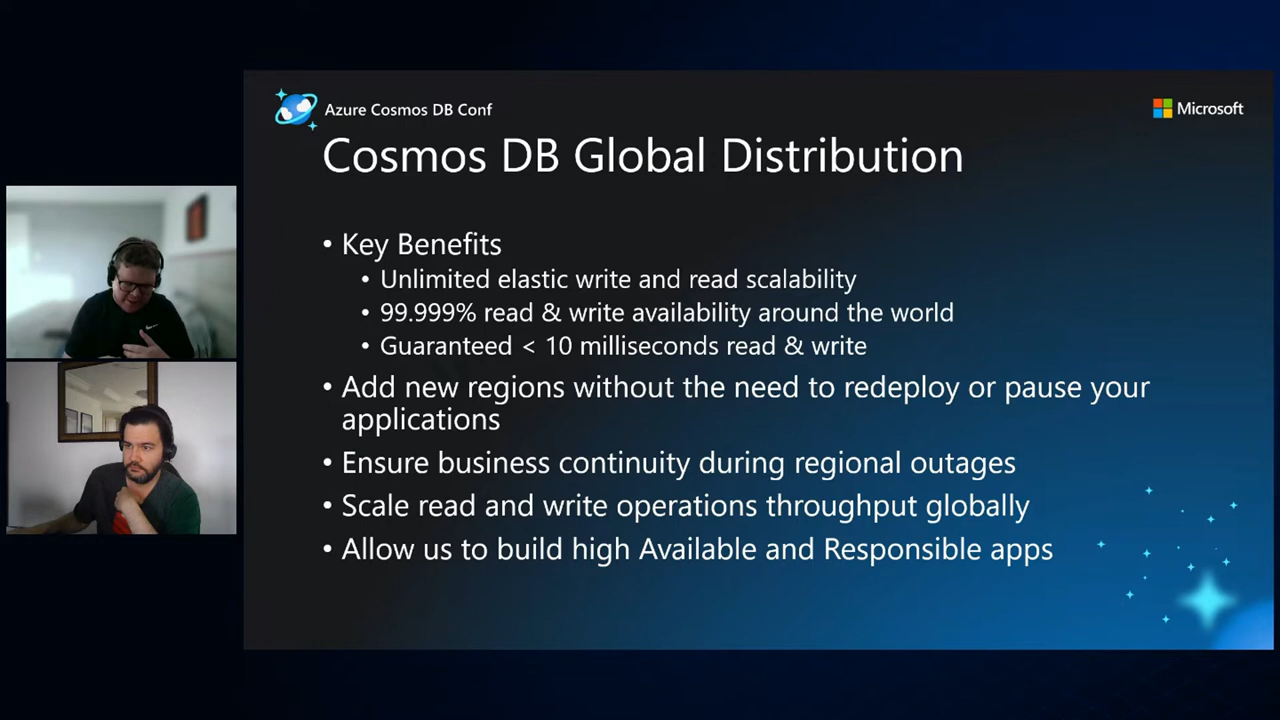 Azure Cosmos DB Conf
Microsoft
Cosmos DB Global Distribution
• Key Benefits
• Unlimited elastic write and read scalability
• 99.999% read & write availability around the world
• Guaranteed < 10 milliseconds read & write
• Add new regions without the need to redeploy or pause your
applications
• Ensure business continuity during regional outages
• Scale read and write operations throughput globally
• Allow us to build high Available and Responsible apps